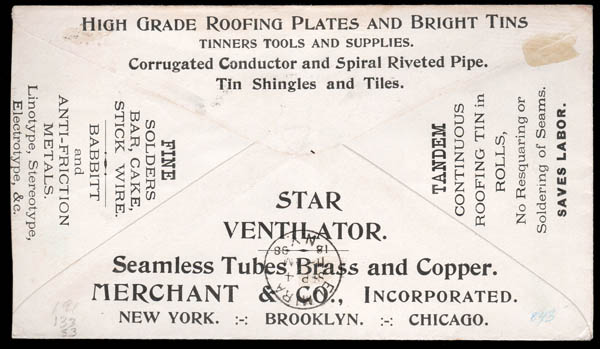 HIGH GRADE ROOFING PLATES AND BRIGHT TINS
TINNERS TOOLS AND SUPPLIES.
Corrugated Conductor and Spiral Riveted Pipe.
Tin Shingles and Tiles.
FINE
SOLDERS
BAR, CAKE,
STICK WIRE.
BABBITT
and
ANTI-FRICTION
METALS.
Linotype, Stereotype,
Electrotype, &c.
TANDEM
CONTINUOUS
ROOFING TIN in
ROLLS,
No Resquaring or
Soldering of Seams.
SAVES LABOR.
STAR
VENTILATOR.
Seamless Tubes, Brass and Copper.
MERCHANT & CO., INCORPORATED.
NEW YORK. :-: BROOKLYN. :-: CHICAGO.
N.Y.
98
133
53